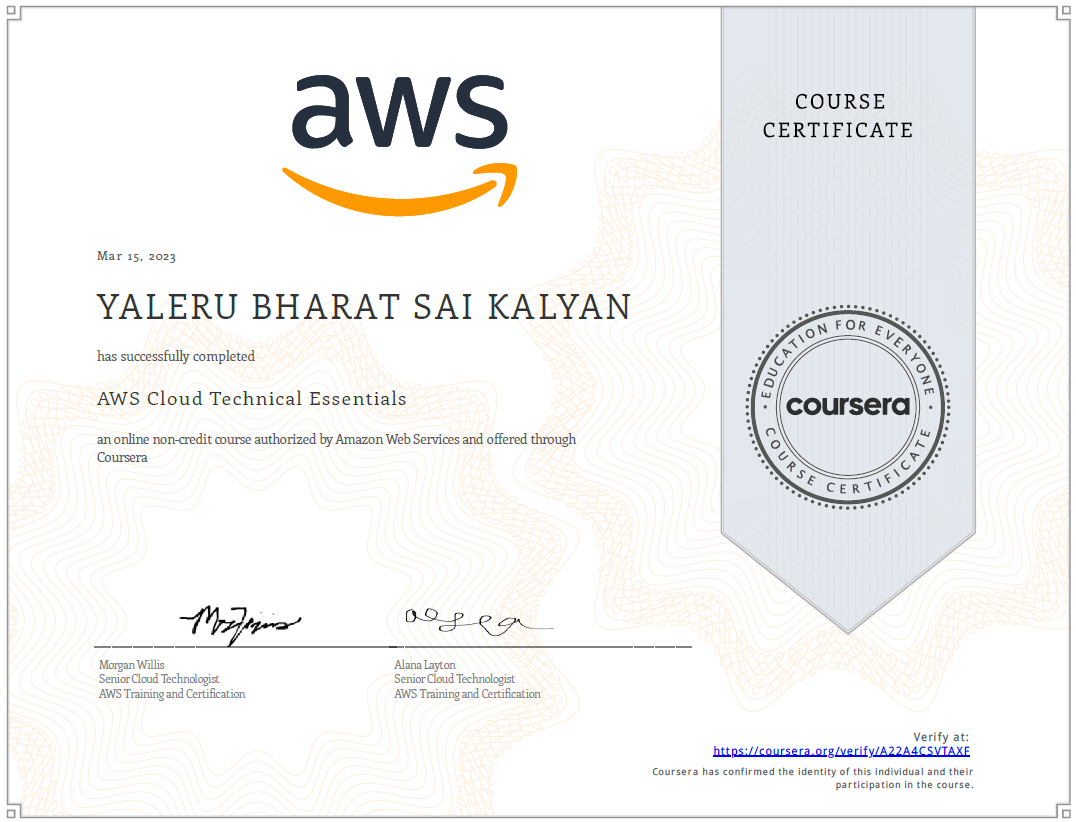 aws
COURSE
CERTIFICATE
Mar 15, 2023
YALERU BHARAT SAI KALYAN
has successfully completed
AWS Cloud Technical Essentials
an online non-credit course authorized by Amazon Web Services and offered through
Coursera
EDUCATION FOR EVERYONE
coursera
COURSE CERTIFICATE
Morgan Willis
Senior Cloud Technologist
AWS Training and Certification
Alana Layton
Senior Cloud Technologist
AWS Training and Certification
Verify at:
https://coursera.org/verify/A22A4CSVTAXF
Coursera has confirmed the identity of this individual and their
participation in the course.